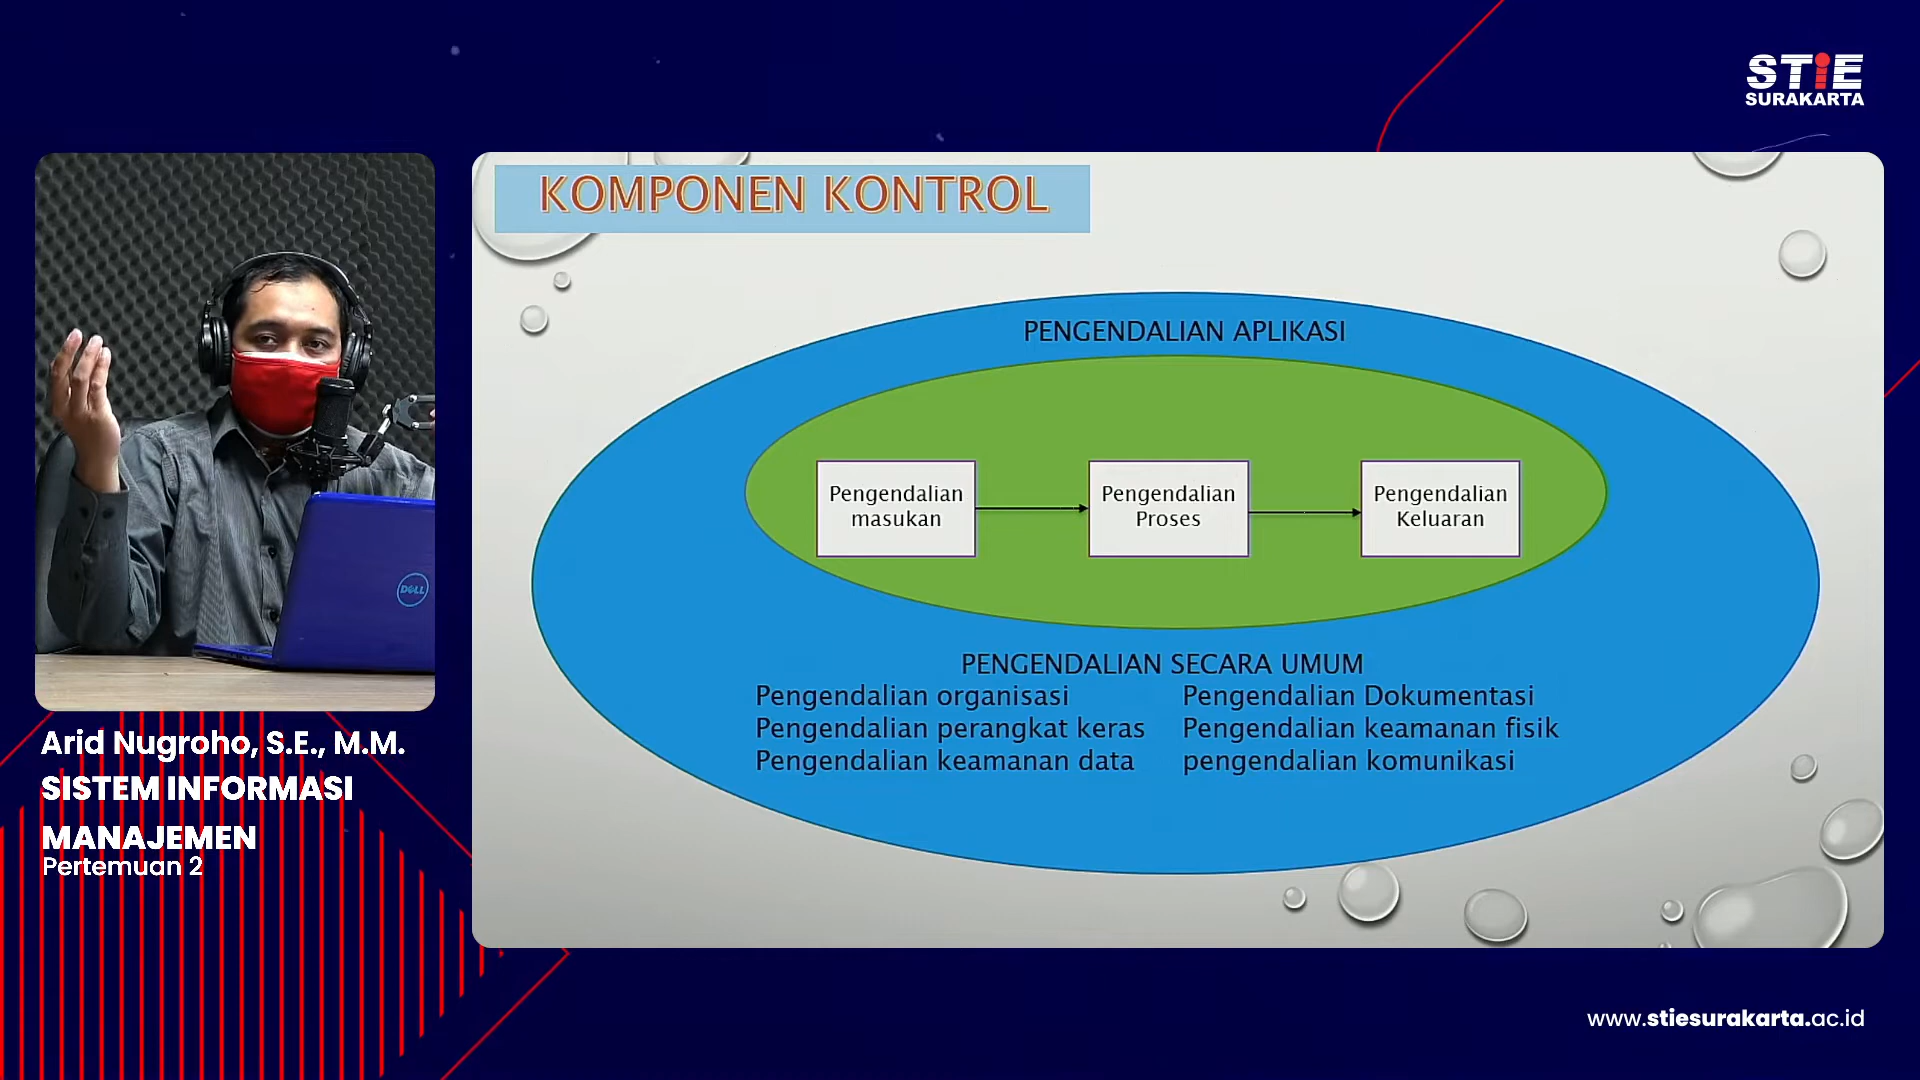 STiE
SURAKARTA
KOMPONEN KONTROL
PENGENDALIAN APLIKASI
Pengendalian
masukan
Pengendalian
Proses
Pengendalian
Keluaran
PENGENDALIAN SECARA UMUM
Pengendalian organisasi
Pengendalian perangkat keras
Pengendalian keamanan data
Pengendalian Dokumentasi
Pengendalian keamanan fisik
pengendalian komunikasi
DELL
Arid Nugroho, S.E., M.M.
SISTEM INFORMASI
MANAJEMEN
Pertemuan 2
www.stiesurakarta.ac.id